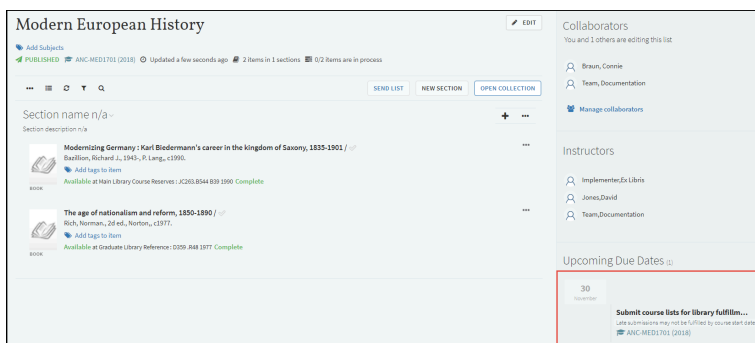 Modern European History
EDIT
Add Subjects
PUBLISHED ANC-MED1701 (2018) Updated a few seconds ago 2 items in 1 sections 0/2 items are in process
SEND LIST NEW SECTION OPEN COLLECTION
Section name n/a
Section description n/a
Modernizing Germany : Karl Biedermann's career in the kingdom of Saxony, 1835-1901 /
Bazillion, Richard J., 1943-, P. Lang,, c1990.
Add tags to item
Available at Main Library Course Reserves : JC263.B544 B39 1990 Complete
BOOK
The age of nationalism and reform, 1850-1890 /
Rich, Norman., 2d ed., Norton,, c1977.
Add tags to item
Available at Graduate Library Reference : D359 .R48 1977 Complete
BOOK
Collaborators
You and 1 others are editing this list
Braun, Connie
Team, Documentation
Manage collaborators
Instructors
Implementer,Ex Libris
Jones,David
Team,Documentation
Upcoming Due Dates (1)
30
November
Submit course lists for library fulfillm...
Late submissions may not be fulfilled by course start date
ANC-MED1701 (2018)